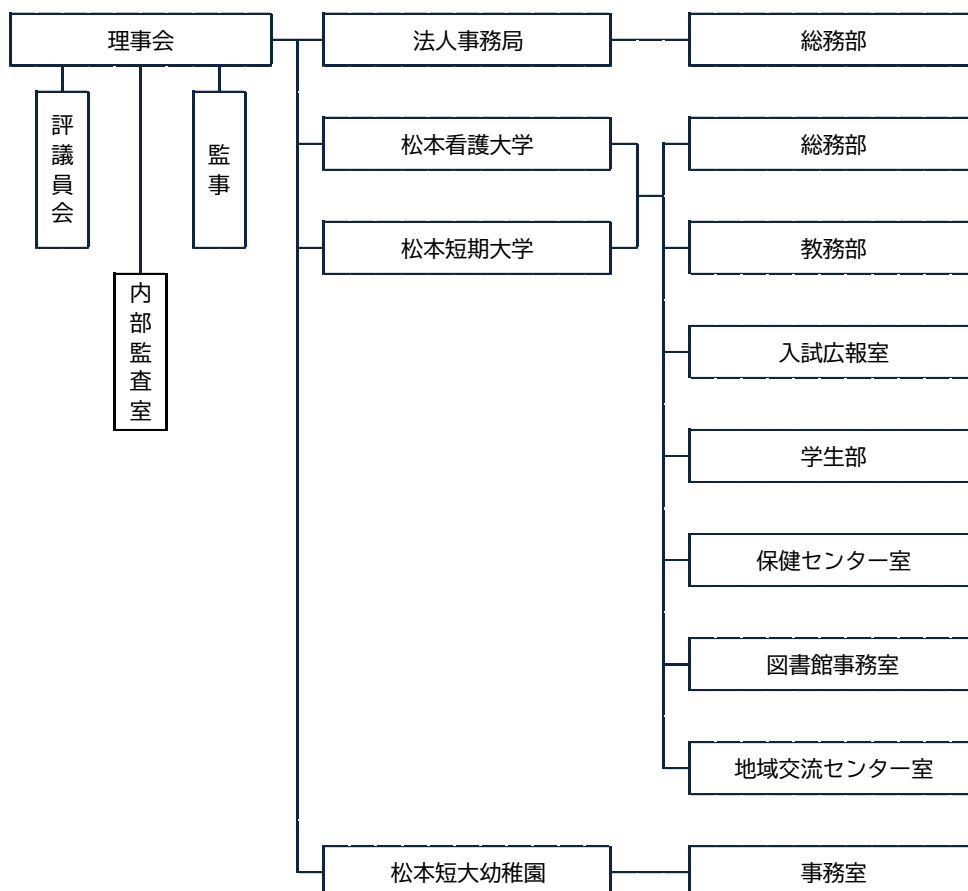 理事会
法人事務局
総務部
評議員会
監事
内部監査室
松本看護大学
松本短期大学
総務部
教務部
入試広報室
学生部
保健センター室
図書館事務室
地域交流センター室
松本短大幼稚園
事務室